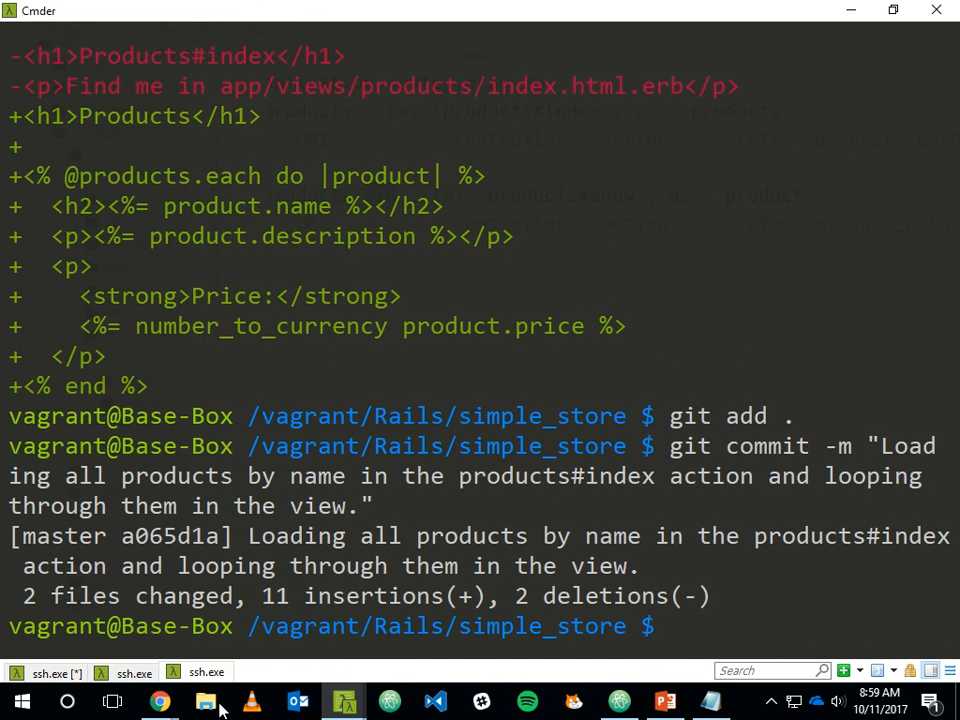 Cmder
-<h1>Products#index</h1>
-<p>Find me in app/views/products/index.html.erb</p>
+<h1>Products</h1>
+
+<% @products.each do |product| %>
+  <h2><%= product.name %></h2>
+  <p><%= product.description %></p>
+  <p>
+    <strong>Price:</strong>
+    <%= number_to_currency product.price %>
+  </p>
+<% end %>
vagrant@Base-Box /vagrant/Rails/simple_store $ git add .
vagrant@Base-Box /vagrant/Rails/simple_store $ git commit -m "Load
ing all products by name in the products#index action and looping
through them in the view."
[master a065d1a] Loading all products by name in the products#index
 action and looping through them in the view.
 2 files changed, 11 insertions(+), 2 deletions(-)
vagrant@Base-Box /vagrant/Rails/simple_store $
ssh.exe [*] ssh.exe ssh.exe Search
8:59 AM
10/11/2017
1